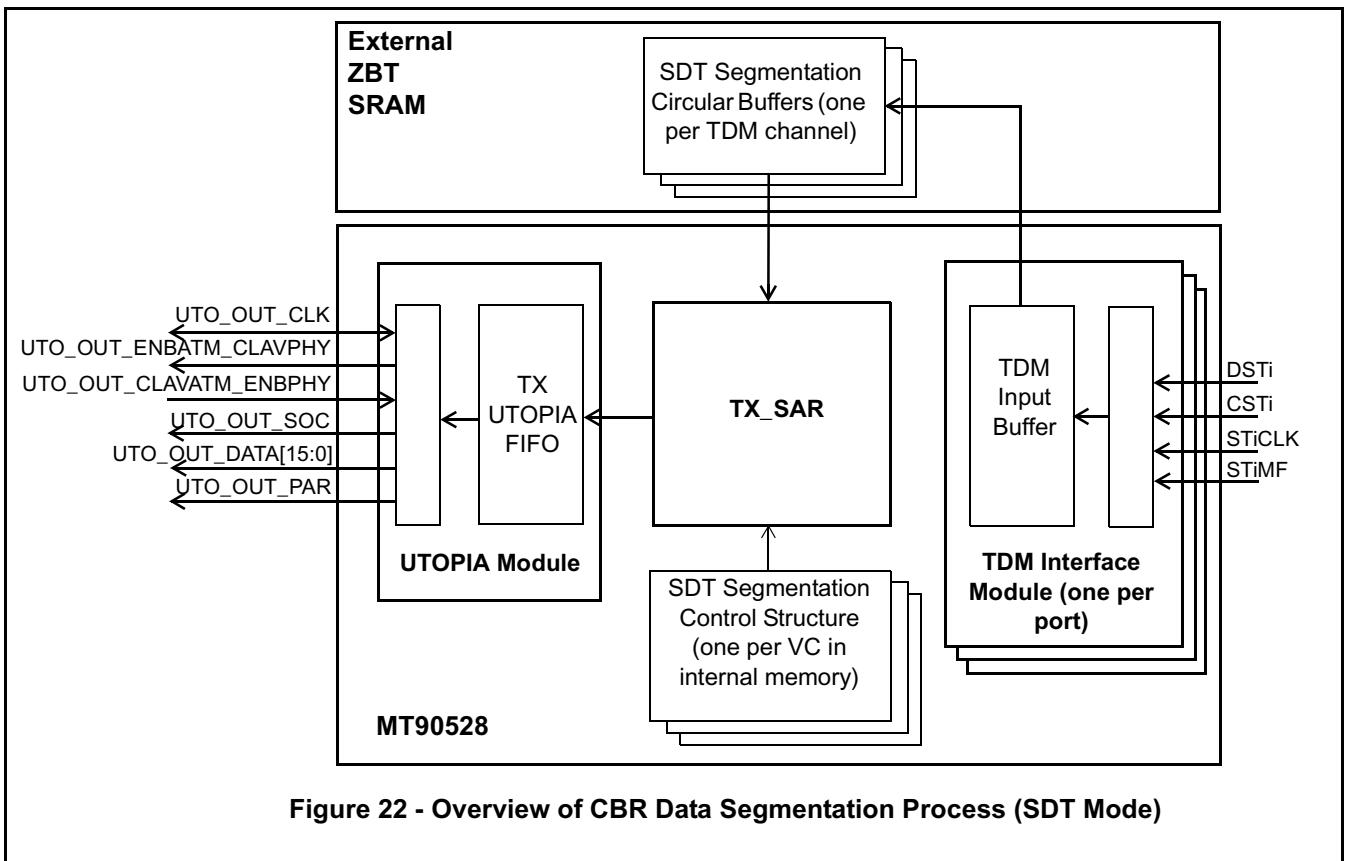 External
ZBT
SRAM
SDT Segmentation
Circular Buffers (one
per TDM channel)
UTO_OUT_CLK
UTO_OUT_ENBATM_CLAVPHY
UTO_OUT_CLAVATM_ENBPHY
UTO_OUT_SOC
UTO_OUT_DATA[15:0]
UTO_OUT_PAR
TX
UTOPIA
FIFO
UTOPIA Module
TX_SAR
SDT Segmentation
Control Structure
(one per VC in
internal memory)
TDM
Input
Buffer
TDM Interface
Module (one per
port)
DSTi
CSTi
STiCLK
STiMF
MT90528
Figure 22 - Overview of CBR Data Segmentation Process (SDT Mode)